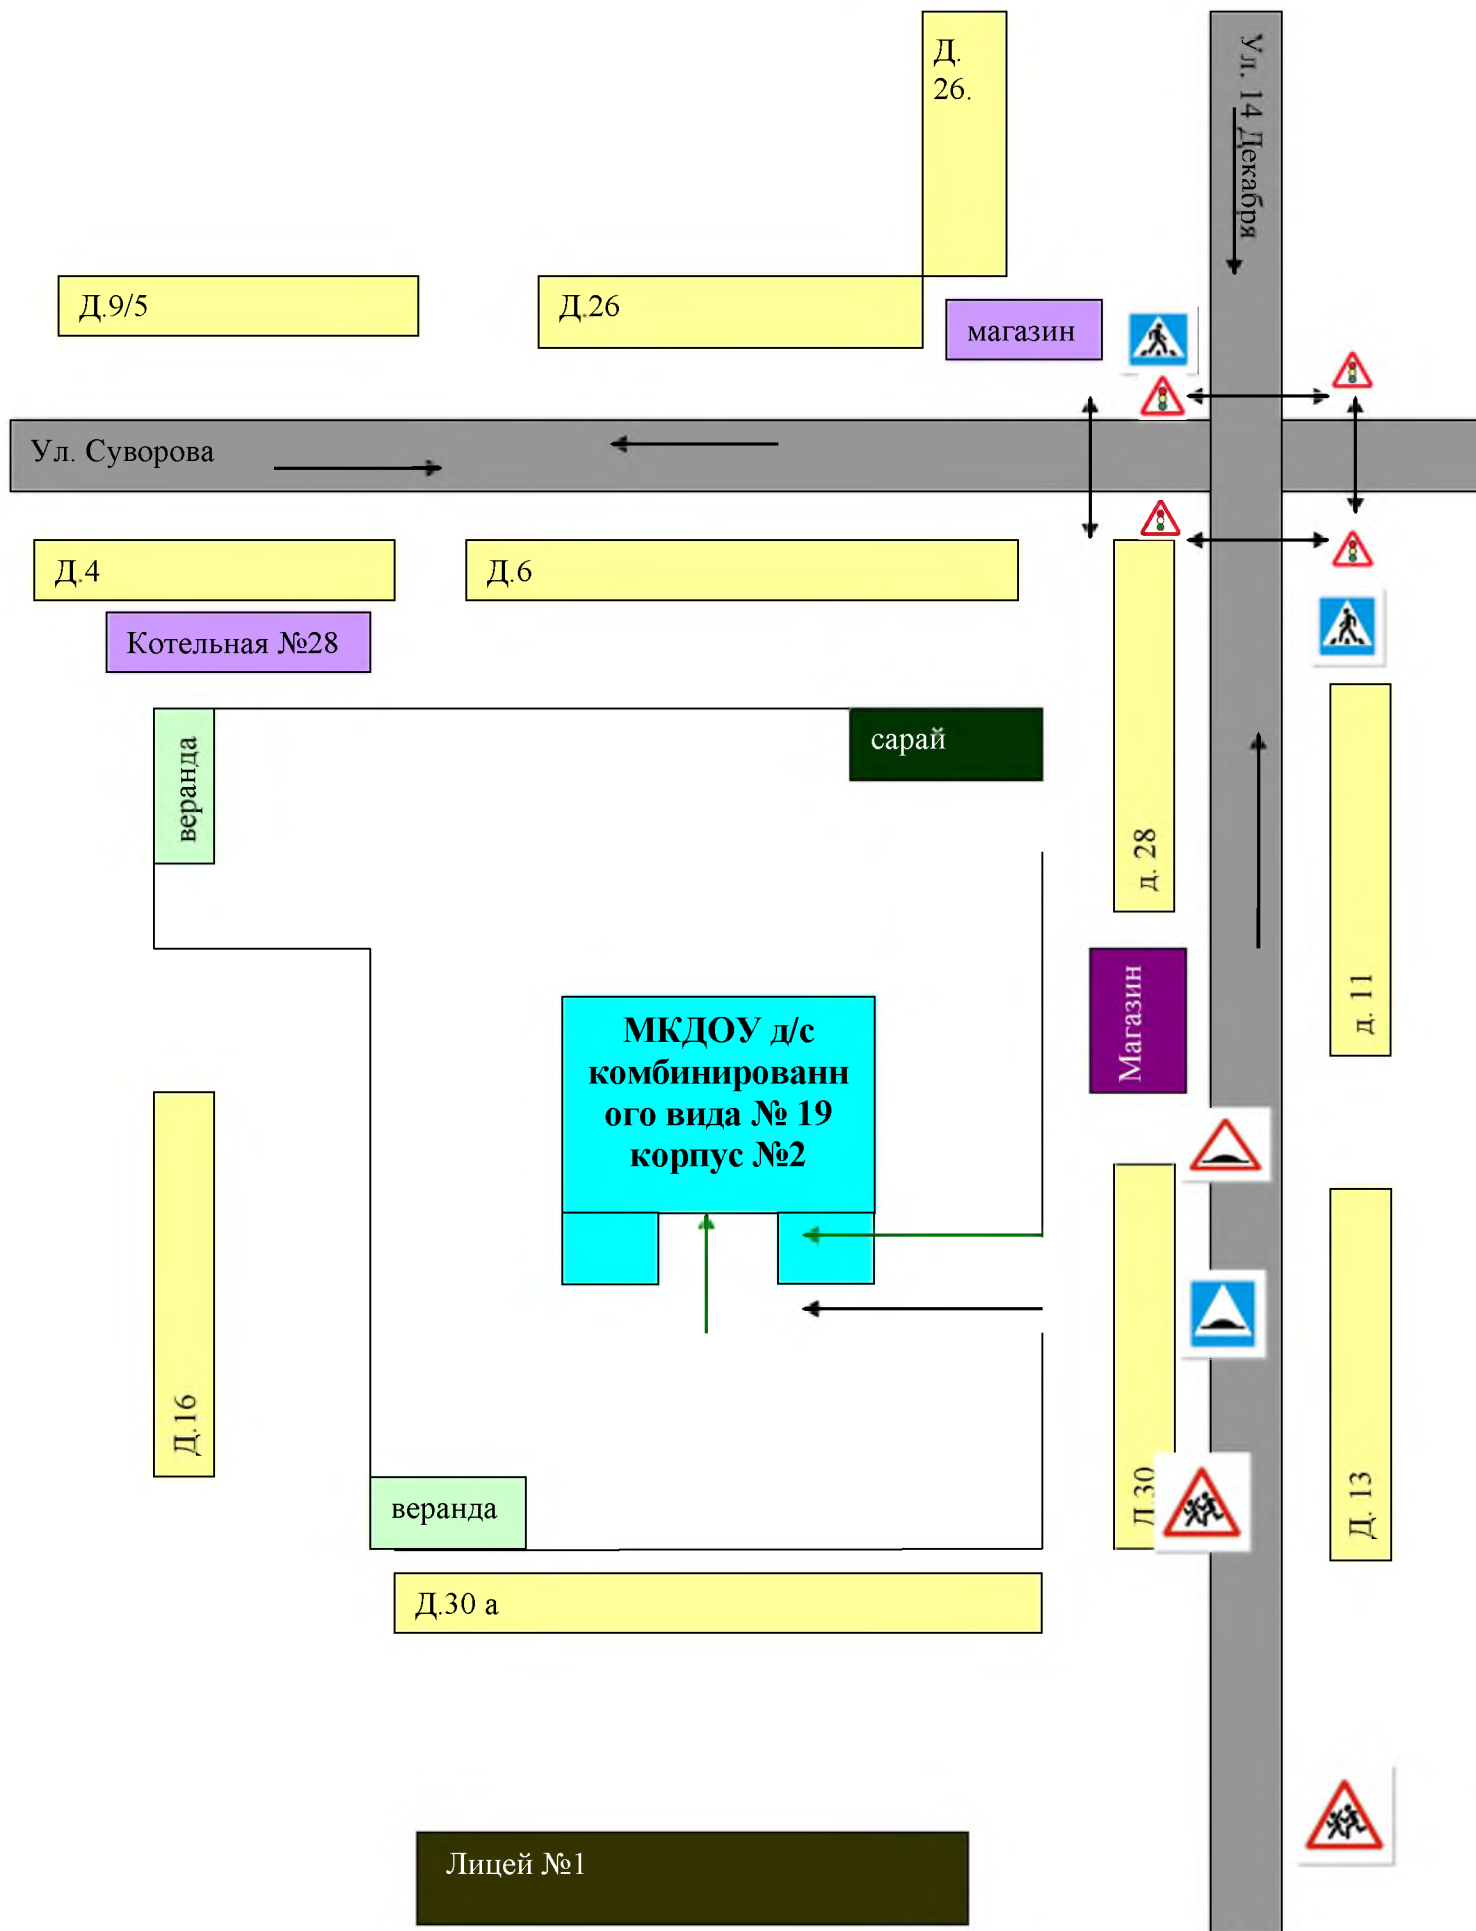 Д.
26.
Ул. 14 Декабря
Д.9/5
Д.26
магазин
Ул. Суворова
Д.4
Д.6
Котельная №28
веранда
сарай
д. 28
д. 11
МКДОУ д/с
комбинированн
ого вида № 19
корпус №2
Магазин
Д.16
Д.30
Д. 13
веранда
Д.30 а
Лицей №1